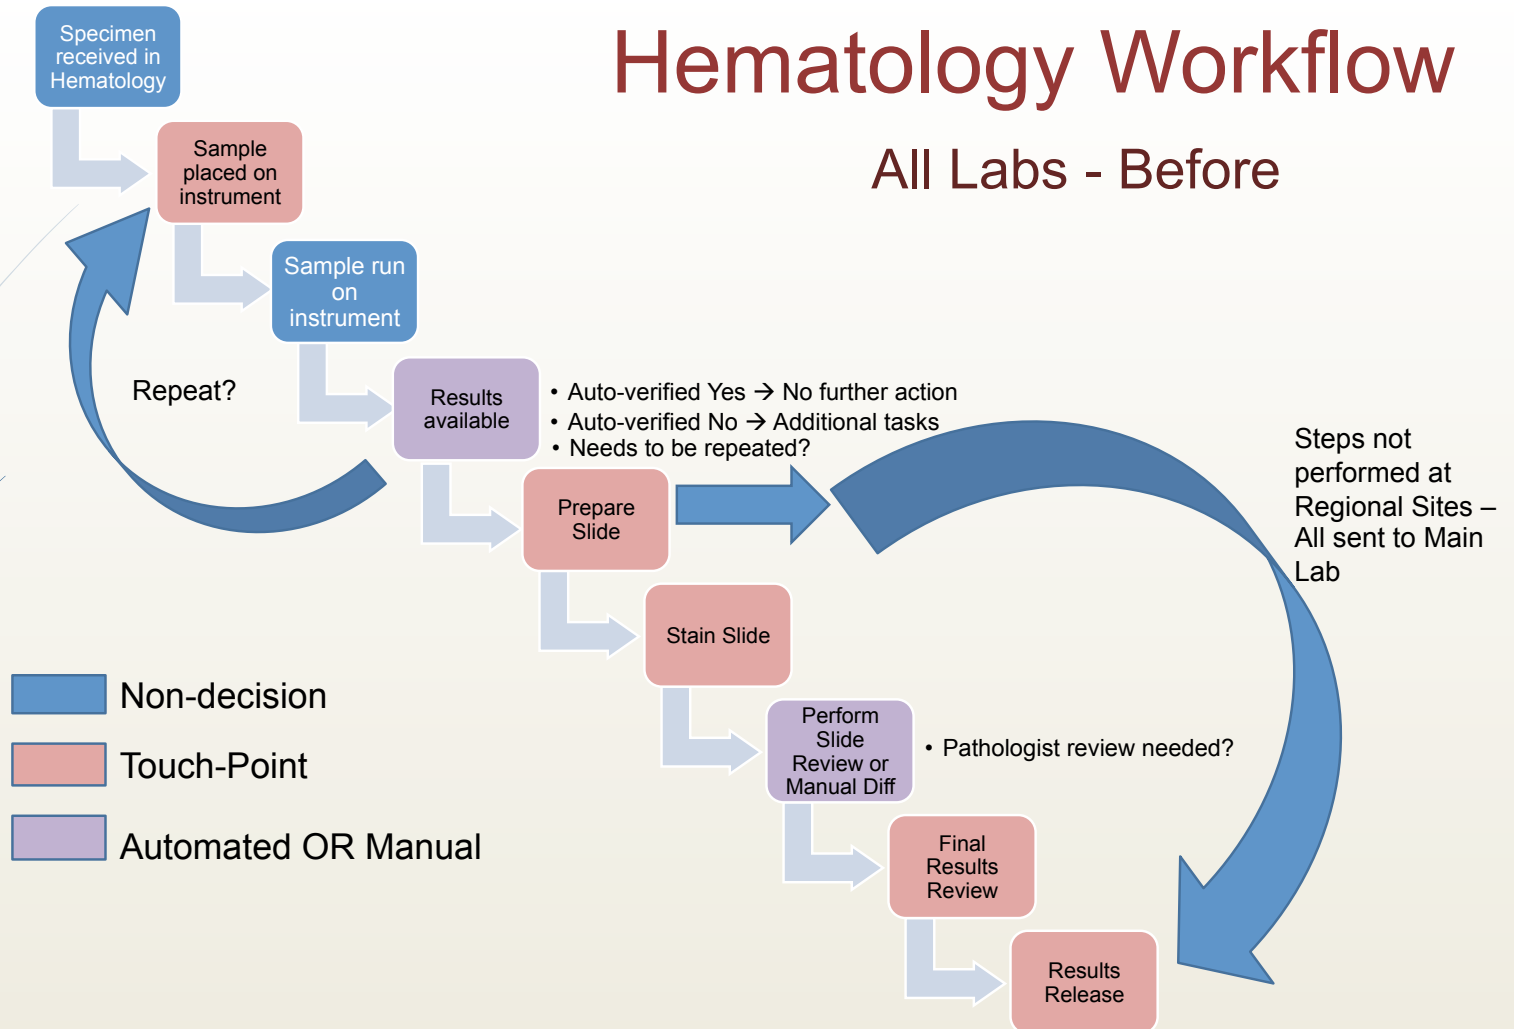 Hematology Workflow
All Labs - Before
Specimen
received in
Hematology
Sample
placed on
instrument
Sample run
on
instrument
Repeat?
Results
available
• Auto-verified Yes → No further action
• Auto-verified No → Additional tasks
• Needs to be repeated?
Prepare
Slide
Steps not
performed at
Regional Sites –
All sent to Main
Lab
Stain Slide
Perform
Slide
Review or
Manual Diff
• Pathologist review needed?
Final
Results
Review
Results
Release
Non-decision
Touch-Point
Automated OR Manual